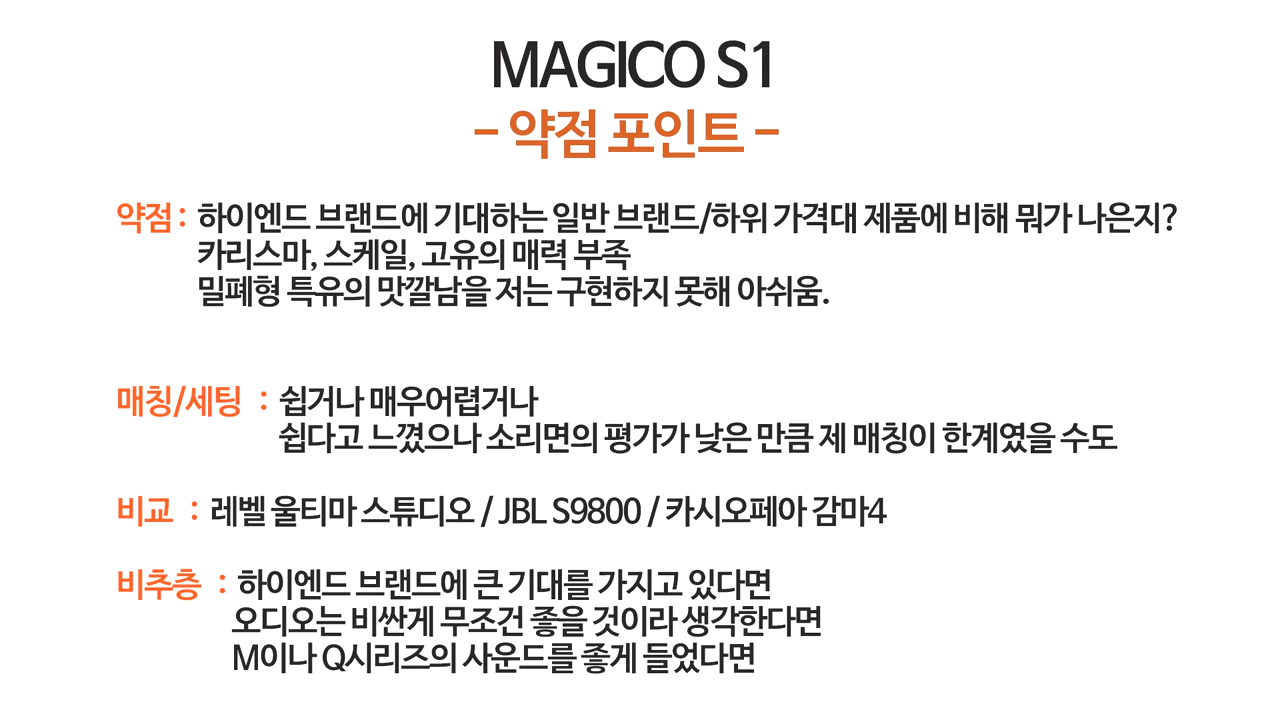 MAGICO S1
- 약점 포인트 -
약점 : 하이엔드 브랜드에 기대하는 일반 브랜드/하위 가격대 제품에 비해 뭐가 나은지?
카리스마, 스케일, 고유의 매력 부족
밀폐형 특유의 맛깔남을 저는 구현하지 못해 아쉬움.
매칭/세팅 : 쉽거나 매우어렵거나
쉽다고 느꼈으나 소리면의 평가가 낮은 만큼 제 매칭이 한계였을 수도
비교 : 레벨 울티마 스튜디오 / JBL S9800 / 카시오페아 감마4
비추층 : 하이엔드 브랜드에 큰 기대를 가지고 있다면
오디오는 비싼게 무조건 좋을 것이라 생각한다면
M이나 Q시리즈의 사운드를 좋게 들었다면